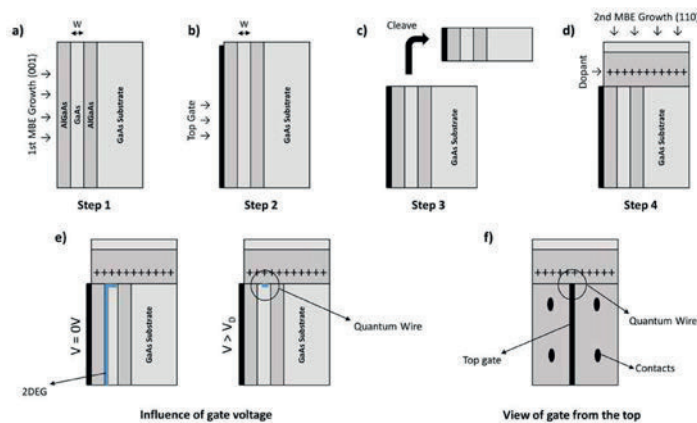 a)
W
1st MBE Growth (001)
AlGaAs
GaAs
AlGaAs
GaAs Substrate
Step 1
b)
W
Top Gate
GaAs Substrate
Step 2
c)
Cleave
GaAs Substrate
Step 3
d)
2nd MBE Growth (110)
Dopant
+++++++++++
GaAs Substrate
Step 4
e)
+++++++++++
V = 0V
GaAs Substrate
2DEG
+++++++++++
V > VD
GaAs Substrate
Quantum Wire
Influence of gate voltage
f)
+++++++++++
Quantum Wire
Top gate
Contacts
View of gate from the top